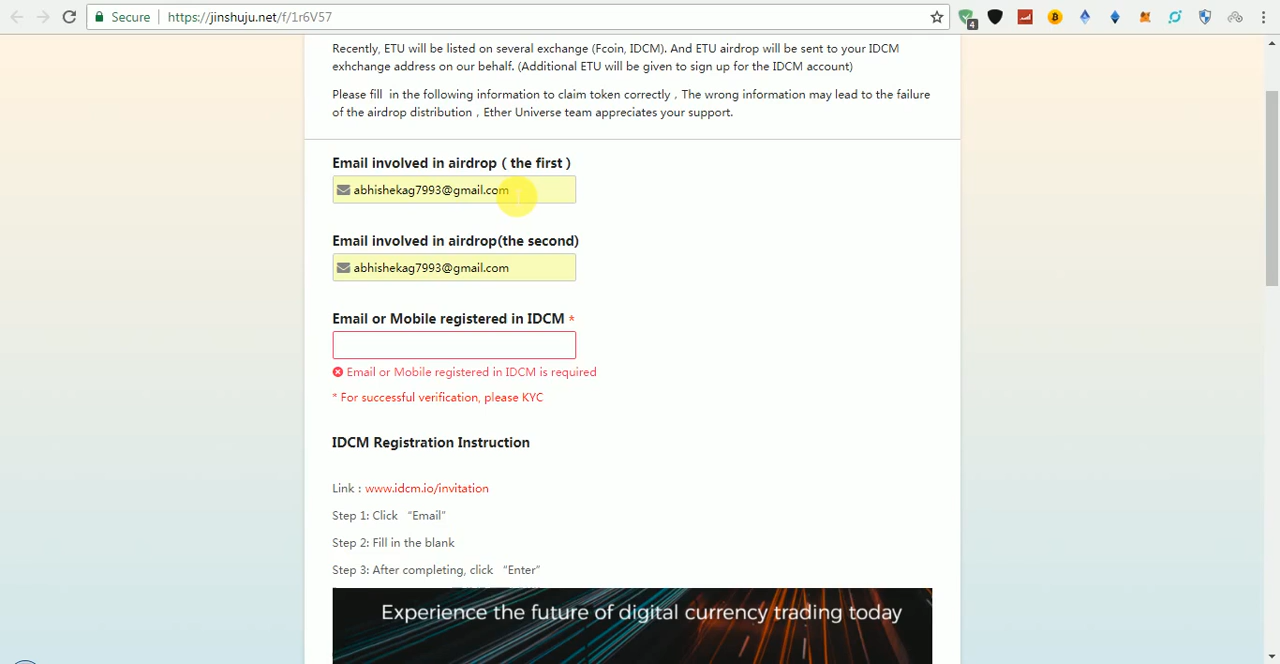 Secure
https://jinshuju.net/f/1r6V57
4
Recently, ETU will be listed on several exchange (Fcoin, IDCM). And ETU airdrop will be sent to your IDCM
exhchange address on our behalf. (Additional ETU will be given to sign up for the IDCM account)
Please fill in the following information to claim token correctly , The wrong information may lead to the failure
of the airdrop distribution , Ether Universe team appreciates your support.
Email involved in airdrop ( the first )
abhishekag7993@gmail.com
Email involved in airdrop(the second)
abhishekag7993@gmail.com
Email or Mobile registered in IDCM *
Email or Mobile registered in IDCM is required
* For successful verification, please KYC
IDCM Registration Instruction
Link : www.idcm.io/invitation
Step 1: Click “Email”
Step 2: Fill in the blank
Step 3: After completing, click “Enter”
Experience the future of digital currency trading today